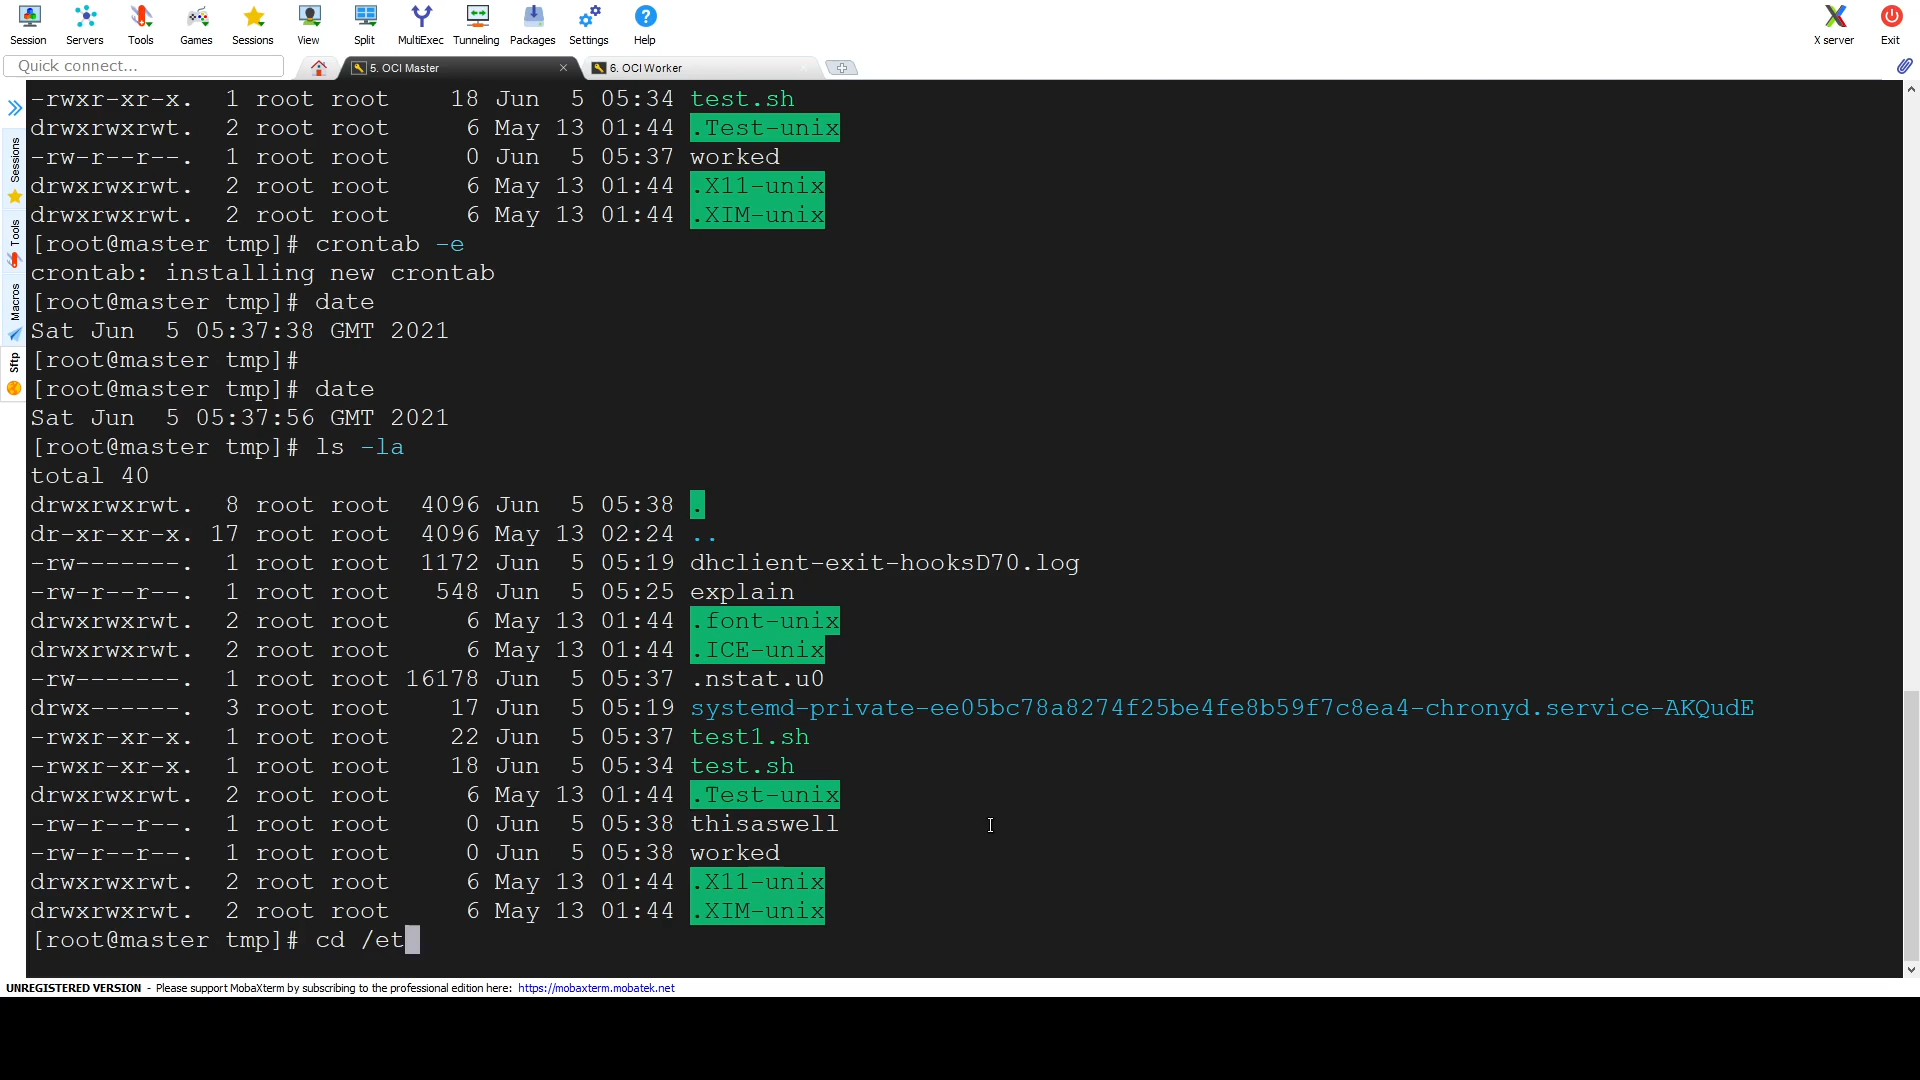 Session Servers Tools Games Sessions View Split MultiExec Tunneling Packages Settings Help X server Exit
Quick connect... 5. OCI Master 6. OCI Worker
Sessions
Tools
Macros
Sftp
-rwxr-xr-x. 1 root root 18 Jun 5 05:34 test.sh
drwxrwxrwt. 2 root root 6 May 13 01:44 .Test-unix
-rw-r--r--. 1 root root 0 Jun 5 05:37 worked
drwxrwxrwt. 2 root root 6 May 13 01:44 .X11-unix
drwxrwxrwt. 2 root root 6 May 13 01:44 .XIM-unix
[root@master tmp]# crontab -e
crontab: installing new crontab
[root@master tmp]# date
Sat Jun 5 05:37:38 GMT 2021
[root@master tmp]#
[root@master tmp]# date
Sat Jun 5 05:37:56 GMT 2021
[root@master tmp]# ls -la
total 40
drwxrwxrwt. 8 root root 4096 Jun 5 05:38 .
dr-xr-xr-x. 17 root root 4096 May 13 02:24 ..
-rw-------. 1 root root 1172 Jun 5 05:19 dhclient-exit-hooksD70.log
-rw-r--r--. 1 root root 548 Jun 5 05:25 explain
drwxrwxrwt. 2 root root 6 May 13 01:44 .font-unix
drwxrwxrwt. 2 root root 6 May 13 01:44 .ICE-unix
-rw-------. 1 root root 16178 Jun 5 05:37 .nstat.u0
drwx------. 3 root root 17 Jun 5 05:19 systemd-private-ee05bc78a8274f25be4fe8b59f7c8ea4-chronyd.service-AKQudE
-rwxr-xr-x. 1 root root 22 Jun 5 05:37 test1.sh
-rwxr-xr-x. 1 root root 18 Jun 5 05:34 test.sh
drwxrwxrwt. 2 root root 6 May 13 01:44 .Test-unix
-rw-r--r--. 1 root root 0 Jun 5 05:38 thisaswell
-rw-r--r--. 1 root root 0 Jun 5 05:38 worked
drwxrwxrwt. 2 root root 6 May 13 01:44 .X11-unix
drwxrwxrwt. 2 root root 6 May 13 01:44 .XIM-unix
[root@master tmp]# cd /et
UNREGISTERED VERSION - Please support MobaXterm by subscribing to the professional edition here: https://mobaxterm.mobatek.net